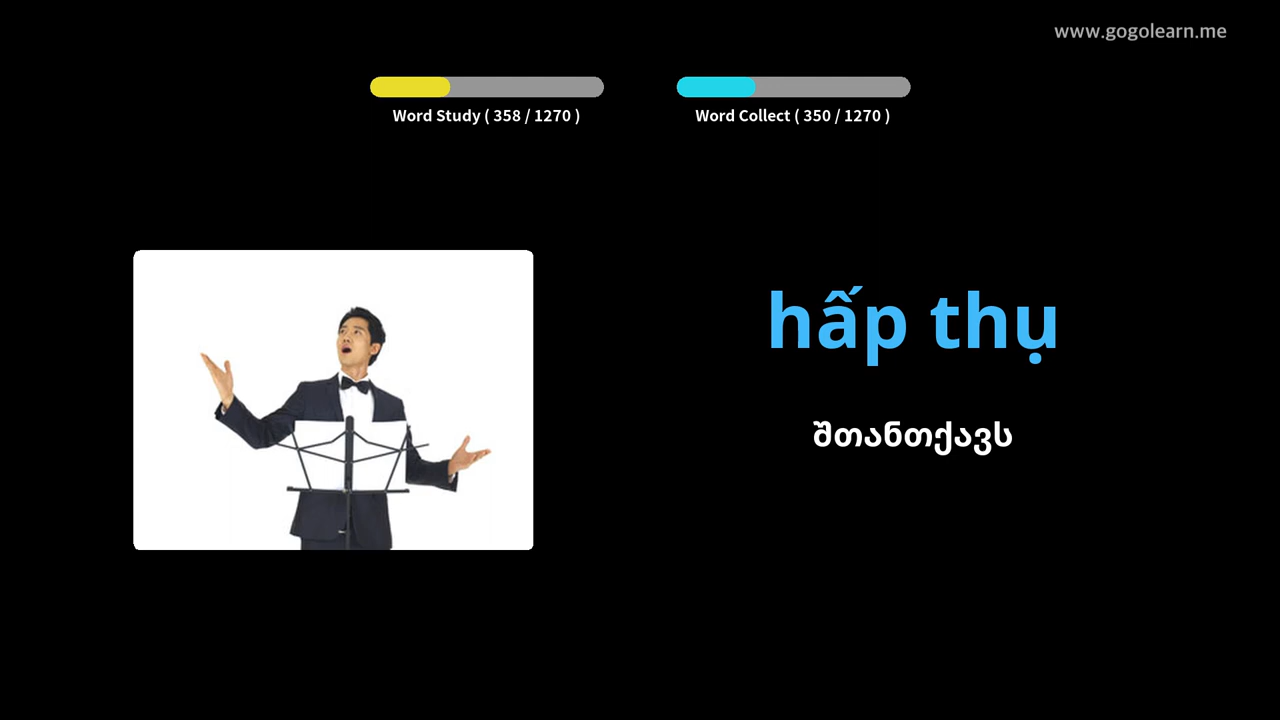 www.gogolearn.me
Word Study ( 358 / 1270 )
Word Collect ( 350 / 1270 )
hấp thụ
შთანთქავს